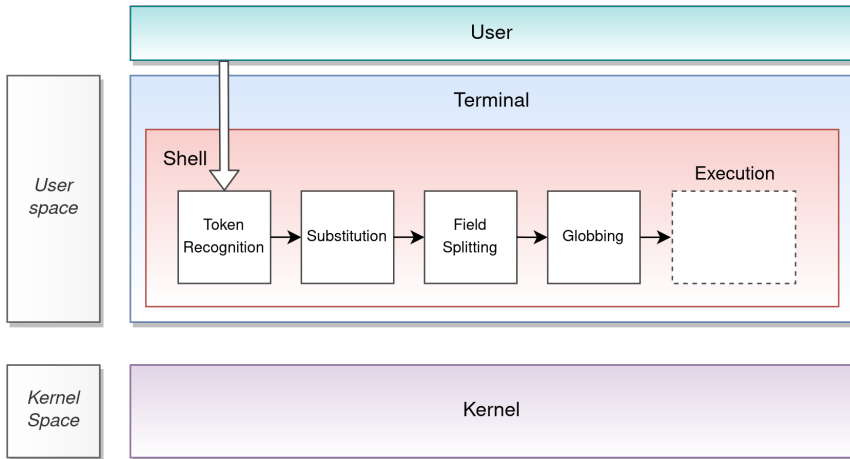 User
Terminal
User
space
Shell
Execution
Token
Recognition
Substitution
Field
Splitting
Globbing
Kernel
Space
Kernel